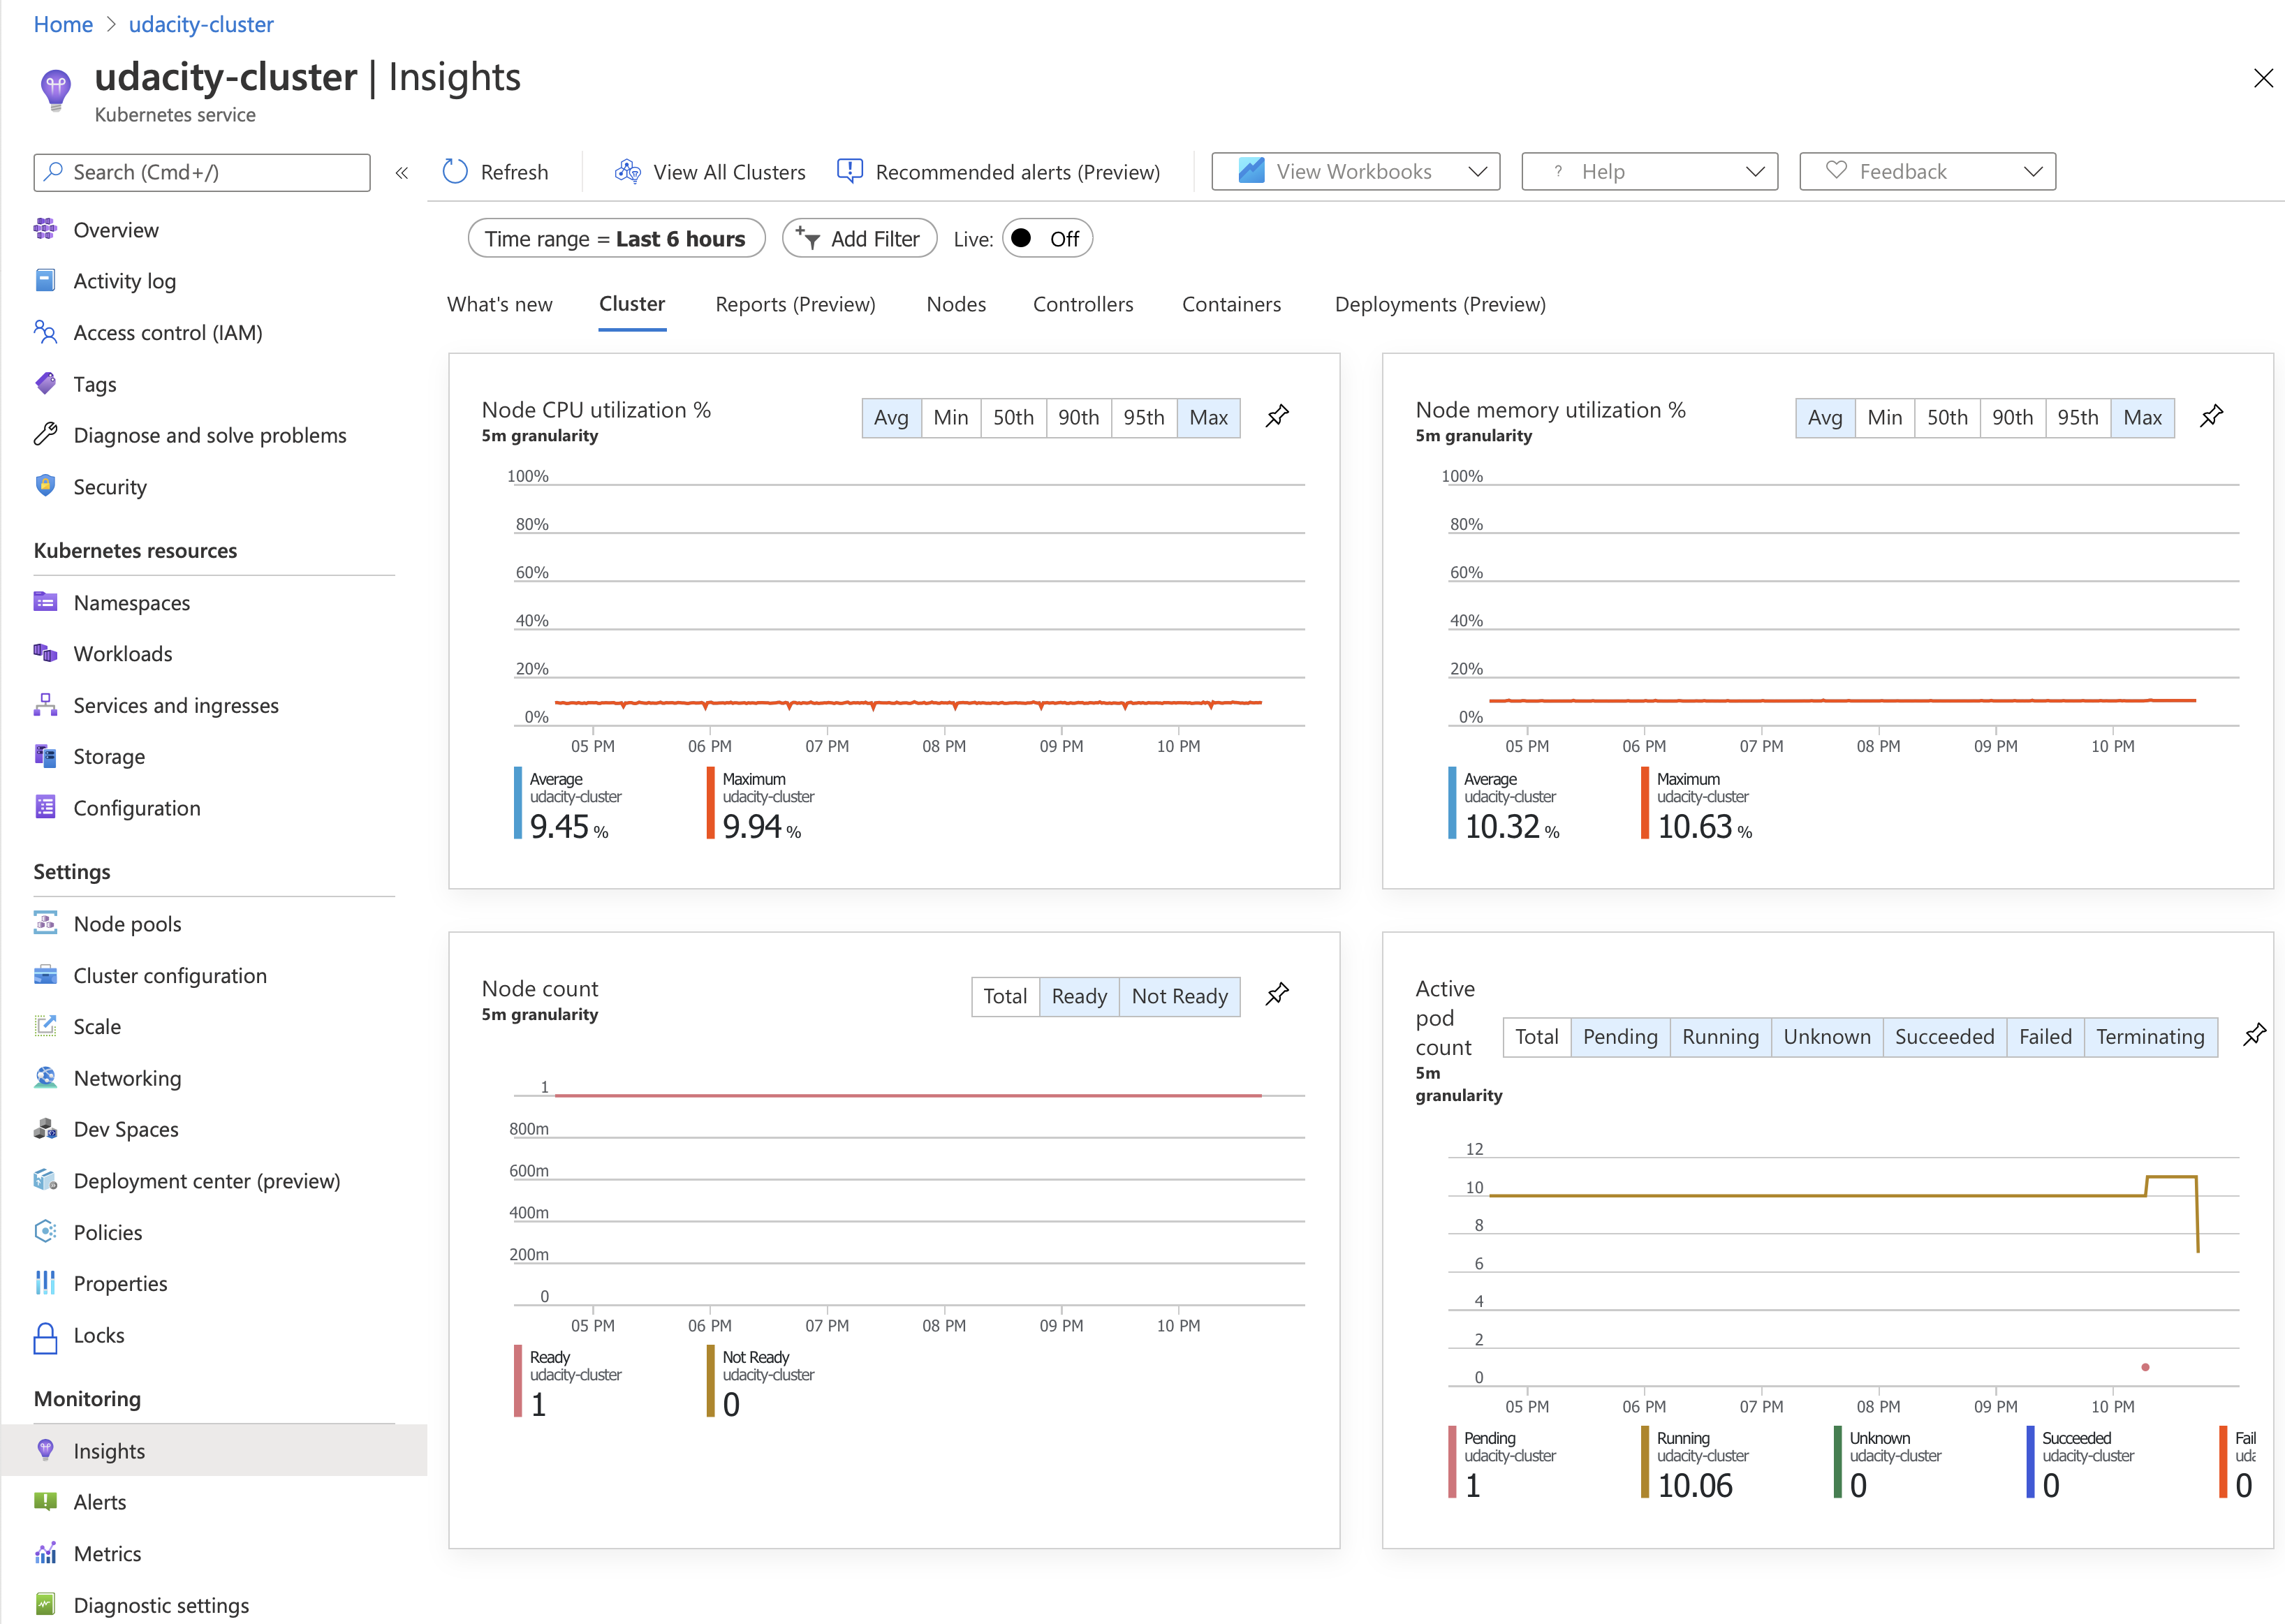 Home > udacity-cluster
udacity-cluster | Insights
Kubernetes service
Search (Cmd+/)
«
Refresh
View All Clusters
Recommended alerts (Preview)
View Workbooks
? Help
Feedback
Overview
Activity log
Access control (IAM)
Tags
Diagnose and solve problems
Security
Kubernetes resources
Namespaces
Workloads
Services and ingresses
Storage
Configuration
Settings
Node pools
Cluster configuration
Scale
Networking
Dev Spaces
Deployment center (preview)
Policies
Properties
Locks
Monitoring
Insights
Alerts
Metrics
Diagnostic settings
Time range = Last 6 hours
Add Filter
Live: Off
What's new Cluster Reports (Preview) Nodes Controllers Containers Deployments (Preview)
Node CPU utilization %
5m granularity
Avg Min 50th 90th 95th Max
100%
80%
60%
40%
20%
0%
05 PM 06 PM 07 PM 08 PM 09 PM 10 PM
Average
udacity-cluster
9.45 %
Maximum
udacity-cluster
9.94 %
Node memory utilization %
5m granularity
Avg Min 50th 90th 95th Max
100%
80%
60%
40%
20%
0%
05 PM 06 PM 07 PM 08 PM 09 PM 10 PM
Average
udacity-cluster
10.32 %
Maximum
udacity-cluster
10.63 %
Node count
5m granularity
Total Ready Not Ready
1
800m
600m
400m
200m
0
05 PM 06 PM 07 PM 08 PM 09 PM 10 PM
Ready
udacity-cluster
1
Not Ready
udacity-cluster
0
Active
pod
count
5m
granularity
Total Pending Running Unknown Succeeded Failed Terminating
12
10
8
6
4
2
0
05 PM 06 PM 07 PM 08 PM 09 PM 10 PM
Pending
udacity-cluster
1
Running
udacity-cluster
10.06
Unknown
udacity-cluster
0
Succeeded
udacity-cluster
0
Fail
uda
0